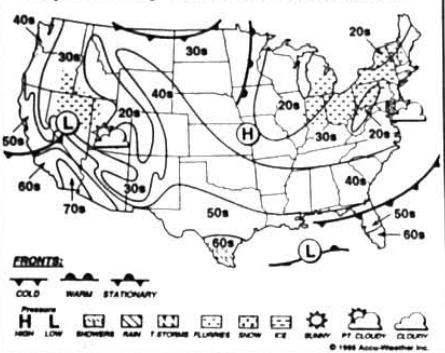 40s
20s
30s
30s
40s
20s
20s
H
L
50s
30s
20s
60s
30s
40s
70s
50s
50s
60s
60s
L
FRONTS:
COLD WARM STATIONARY
Pressure
H L
HIGH LOW SHOWERS RAIN T.STORMS FLURRIES SNOW ICE SUNNY PT. CLOUDY CLOUDY
© 1985 Accu-Weather Inc.